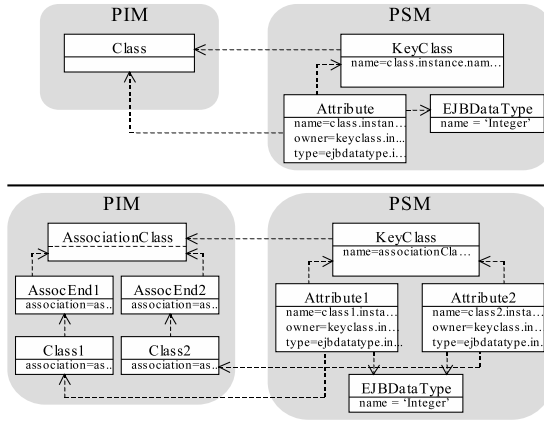 PIM
PSM
Class
KeyClass
name=class.instance.nam...
Attribute
name=class.instan...
owner=keyclass.in...
type=ejbdatatype.i...
EJBDataType
name = ‘Integer’
PIM
PSM
AssociationClass
KeyClass
name=associationCla...
AssocEnd1
association=as..
AssocEnd2
association=as..
Attribute1
name=class1.insta...
owner=keyclass.in...
type=ejbdatatype.in...
Attribute2
name=class2.insta...
owner=keyclass.in...
type=ejbdatatype.in...
Class1
association=as..
Class2
association=as..
EJBDataType
name = ‘Integer’